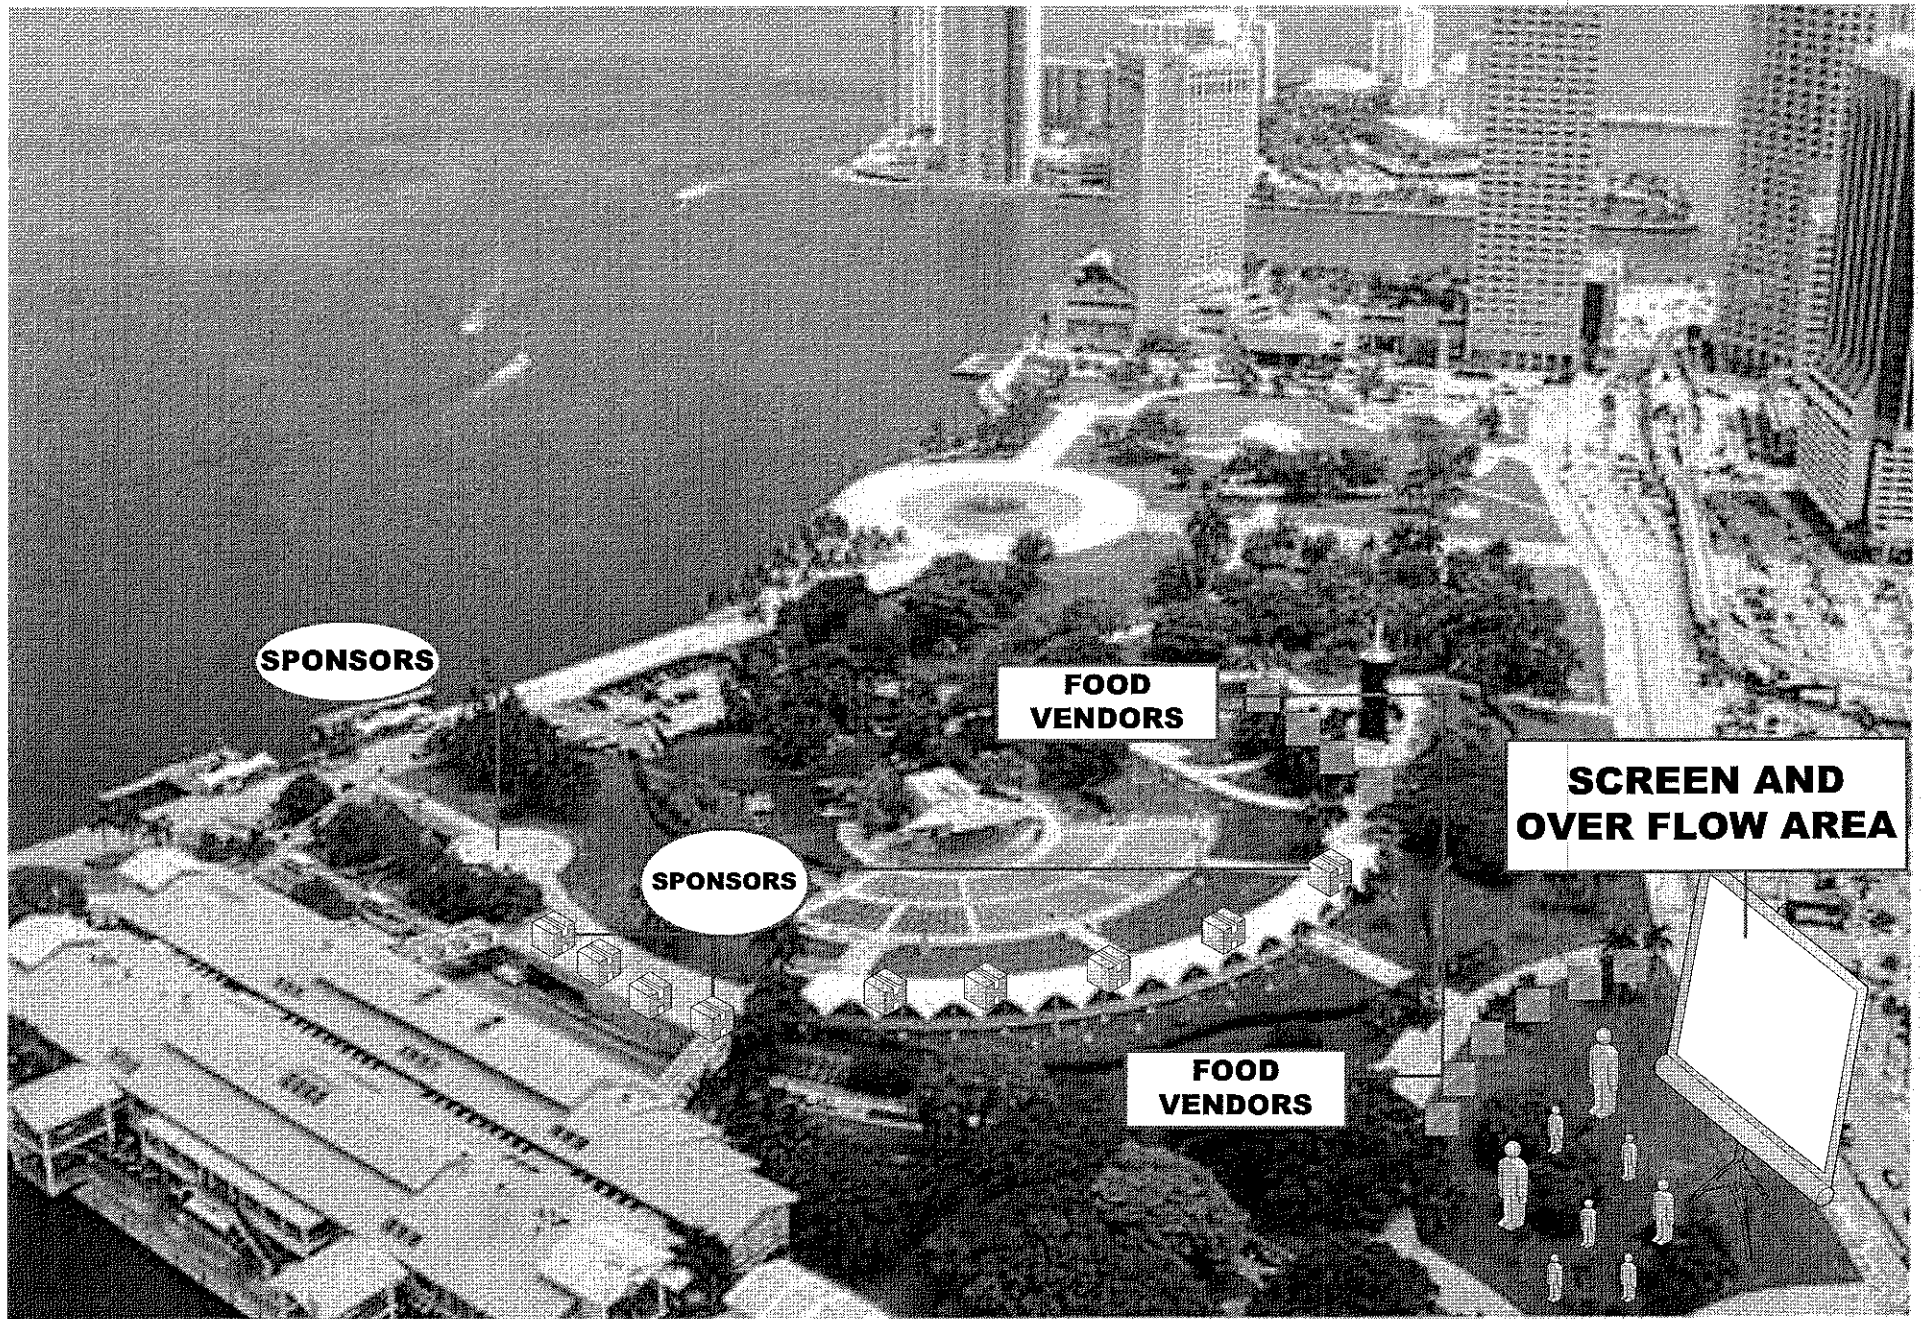 SPONSORS
FOOD
VENDORS
SCREEN AND
OVER FLOW AREA
SPONSORS
FOOD
VENDORS